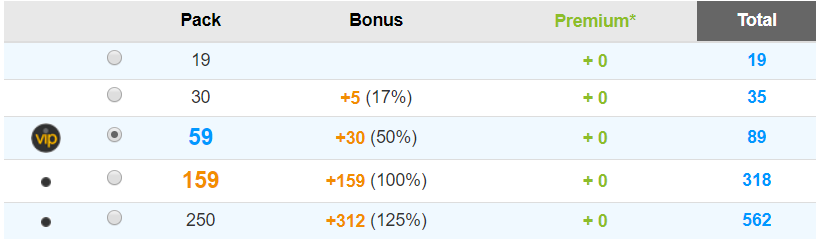 Pack Bonus Premium* Total
19 + 0 19
30 +5 (17%) + 0 35
vip 59 +30 (50%) + 0 89
159 +159 (100%) + 0 318
250 +312 (125%) + 0 562